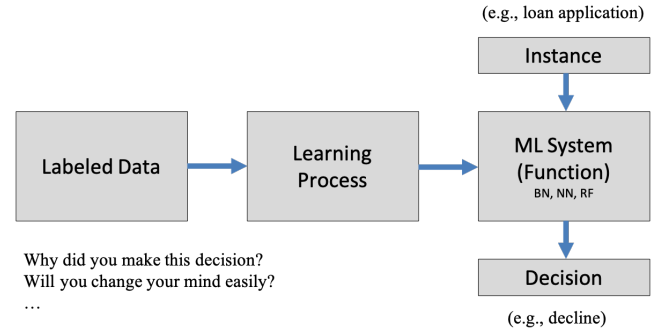 (e.g., loan application)
Instance
Labeled Data
Learning
Process
ML System
(Function)
BN, NN, RF
Why did you make this decision?
Will you change your mind easily?
…
Decision
(e.g., decline)